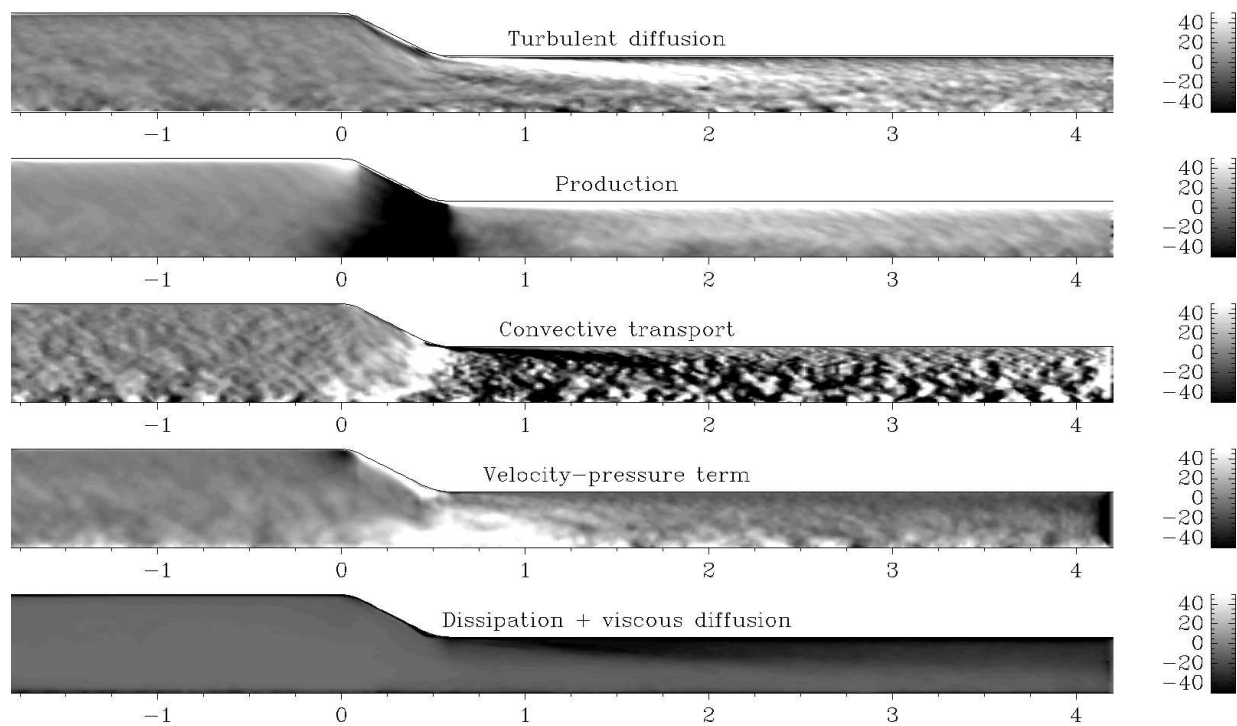 Turbulent diffusion
40
20
0
−20
−40
−1 0 1 2 3 4
Production
40
20
0
−20
−40
−1 0 1 2 3 4
Convective transport
40
20
0
−20
−40
−1 0 1 2 3 4
Velocity−pressure term
40
20
0
−20
−40
−1 0 1 2 3 4
Dissipation + viscous diffusion
40
20
0
−20
−40
−1 0 1 2 3 4